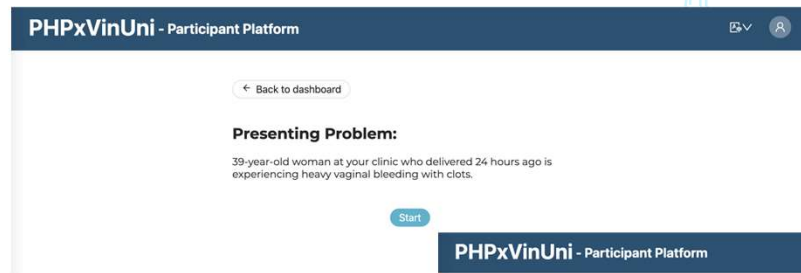 PHPxVinUni - Participant Platform
← Back to dashboard
Presenting Problem:
39-year-old woman at your clinic who delivered 24 hours ago is
experiencing heavy vaginal bleeding with clots.
Start
PHPxVinUni - Participant Platform